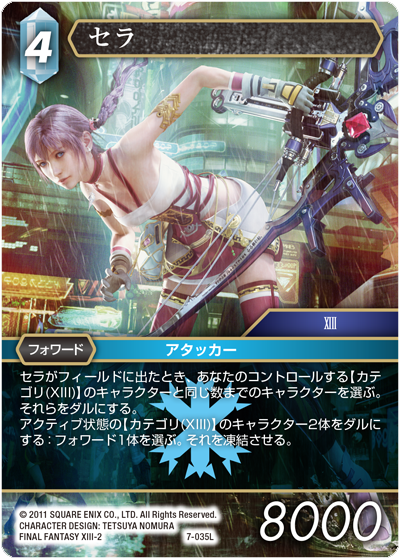 4
セラ
XIII
フォワード
アタッカー
セラがフィールドに出たとき、あなたのコントロールする【カテ
ゴリ(XIII)】のキャラクターと同じ数までのキャラクターを選ぶ。
それらをダルにする。
アクティブ状態の【カテゴリ(XIII)】のキャラクター2体をダルに
する：フォワード1体を選ぶ。それを凍結させる。
© 2011 SQUARE ENIX CO., LTD. All Rights Reserved.
CHARACTER DESIGN: TETSUYA NOMURA
FINAL FANTASY XIII-2
7-035L
8000